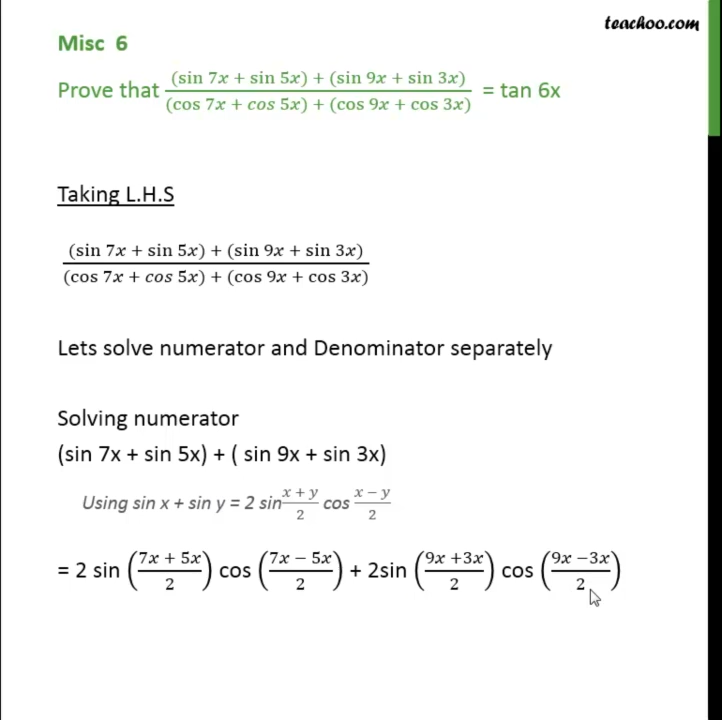 teachoo.com
Misc 6
Prove that (sin 7x + sin 5x) + (sin 9x + sin 3x) / (cos 7x + cos 5x) + (cos 9x + cos 3x) = tan 6x
Taking L.H.S
(sin 7x + sin 5x) + (sin 9x + sin 3x) / (cos 7x + cos 5x) + (cos 9x + cos 3x)
Lets solve numerator and Denominator separately
Solving numerator
(sin 7x + sin 5x) + ( sin 9x + sin 3x)
Using sin x + sin y = 2 sin (x + y)/2 cos (x − y)/2
= 2 sin ((7x + 5x)/2) cos ((7x − 5x)/2) + 2sin ((9x +3x)/2) cos ((9x −3x)/2)